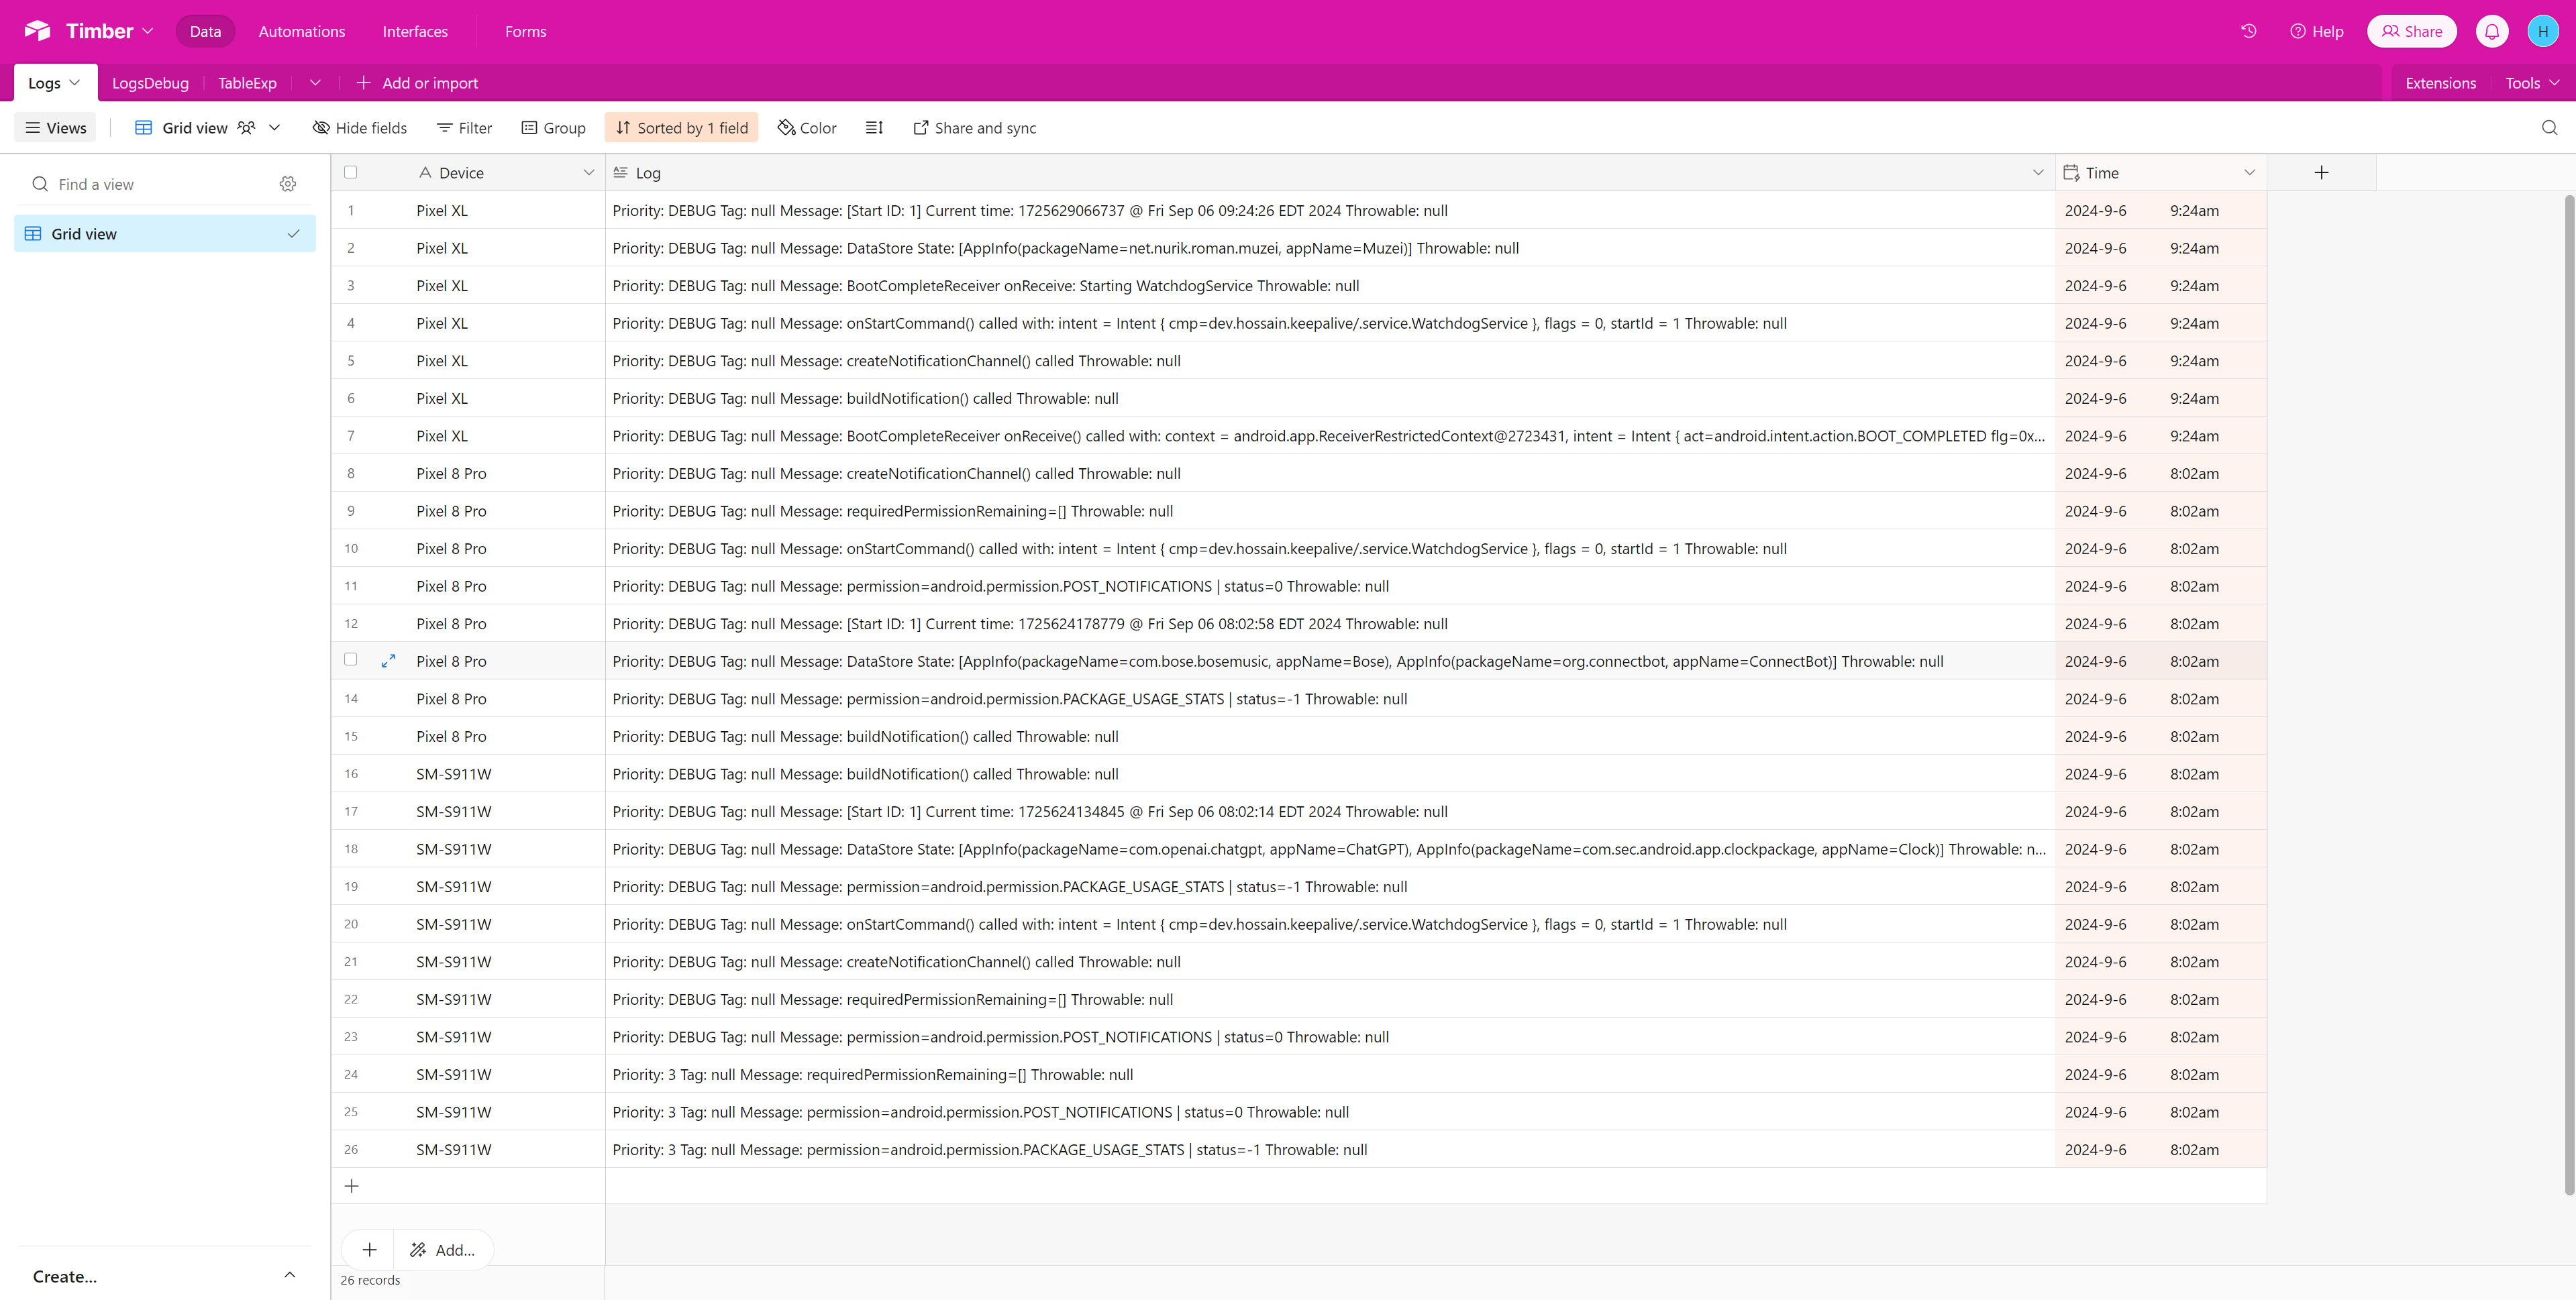 Timber Data Automations Interfaces Forms Help Share H
Logs LogsDebug TableExp Add or import Extensions Tools
Views Grid view Hide fields Filter Group Sorted by 1 field Color Share and sync
Find a view
Grid view
Device Log Time
1 Pixel XL Priority: DEBUG Tag: null Message: [Start ID: 1] Current time: 1725629066737 @ Fri Sep 06 09:24:26 EDT 2024 Throwable: null 2024-9-6 9:24am
2 Pixel XL Priority: DEBUG Tag: null Message: DataStore State: [AppInfo(packageName=net.nurik.roman.muzei, appName=Muzei)] Throwable: null 2024-9-6 9:24am
3 Pixel XL Priority: DEBUG Tag: null Message: BootCompleteReceiver onReceive: Starting WatchdogService Throwable: null 2024-9-6 9:24am
4 Pixel XL Priority: DEBUG Tag: null Message: onStartCommand() called with: intent = Intent { cmp=dev.hossain.keepalive/.service.WatchdogService }, flags = 0, startId = 1 Throwable: null 2024-9-6 9:24am
5 Pixel XL Priority: DEBUG Tag: null Message: createNotificationChannel() called Throwable: null 2024-9-6 9:24am
6 Pixel XL Priority: DEBUG Tag: null Message: buildNotification() called Throwable: null 2024-9-6 9:24am
7 Pixel XL Priority: DEBUG Tag: null Message: BootCompleteReceiver onReceive() called with: context = android.app.ReceiverRestrictedContext@2723431, intent = Intent { act=android.intent.action.BOOT_COMPLETED flg=0x... 2024-9-6 9:24am
8 Pixel 8 Pro Priority: DEBUG Tag: null Message: createNotificationChannel() called Throwable: null 2024-9-6 8:02am
9 Pixel 8 Pro Priority: DEBUG Tag: null Message: requiredPermissionRemaining=[] Throwable: null 2024-9-6 8:02am
10 Pixel 8 Pro Priority: DEBUG Tag: null Message: onStartCommand() called with: intent = Intent { cmp=dev.hossain.keepalive/.service.WatchdogService }, flags = 0, startId = 1 Throwable: null 2024-9-6 8:02am
11 Pixel 8 Pro Priority: DEBUG Tag: null Message: permission=android.permission.POST_NOTIFICATIONS | status=0 Throwable: null 2024-9-6 8:02am
12 Pixel 8 Pro Priority: DEBUG Tag: null Message: [Start ID: 1] Current time: 1725624178779 @ Fri Sep 06 08:02:58 EDT 2024 Throwable: null 2024-9-6 8:02am
Pixel 8 Pro Priority: DEBUG Tag: null Message: DataStore State: [AppInfo(packageName=com.bose.bosemusic, appName=Bose), AppInfo(packageName=org.connectbot, appName=ConnectBot)] Throwable: null 2024-9-6 8:02am
14 Pixel 8 Pro Priority: DEBUG Tag: null Message: permission=android.permission.PACKAGE_USAGE_STATS | status=-1 Throwable: null 2024-9-6 8:02am
15 Pixel 8 Pro Priority: DEBUG Tag: null Message: buildNotification() called Throwable: null 2024-9-6 8:02am
16 SM-S911W Priority: DEBUG Tag: null Message: buildNotification() called Throwable: null 2024-9-6 8:02am
17 SM-S911W Priority: DEBUG Tag: null Message: [Start ID: 1] Current time: 1725624134845 @ Fri Sep 06 08:02:14 EDT 2024 Throwable: null 2024-9-6 8:02am
18 SM-S911W Priority: DEBUG Tag: null Message: DataStore State: [AppInfo(packageName=com.openai.chatgpt, appName=ChatGPT), AppInfo(packageName=com.sec.android.app.clockpackage, appName=Clock)] Throwable: n... 2024-9-6 8:02am
19 SM-S911W Priority: DEBUG Tag: null Message: permission=android.permission.PACKAGE_USAGE_STATS | status=-1 Throwable: null 2024-9-6 8:02am
20 SM-S911W Priority: DEBUG Tag: null Message: onStartCommand() called with: intent = Intent { cmp=dev.hossain.keepalive/.service.WatchdogService }, flags = 0, startId = 1 Throwable: null 2024-9-6 8:02am
21 SM-S911W Priority: DEBUG Tag: null Message: createNotificationChannel() called Throwable: null 2024-9-6 8:02am
22 SM-S911W Priority: DEBUG Tag: null Message: requiredPermissionRemaining=[] Throwable: null 2024-9-6 8:02am
23 SM-S911W Priority: DEBUG Tag: null Message: permission=android.permission.POST_NOTIFICATIONS | status=0 Throwable: null 2024-9-6 8:02am
24 SM-S911W Priority: 3 Tag: null Message: requiredPermissionRemaining=[] Throwable: null 2024-9-6 8:02am
25 SM-S911W Priority: 3 Tag: null Message: permission=android.permission.POST_NOTIFICATIONS | status=0 Throwable: null 2024-9-6 8:02am
26 SM-S911W Priority: 3 Tag: null Message: permission=android.permission.PACKAGE_USAGE_STATS | status=-1 Throwable: null 2024-9-6 8:02am
Add...
Create...
26 records